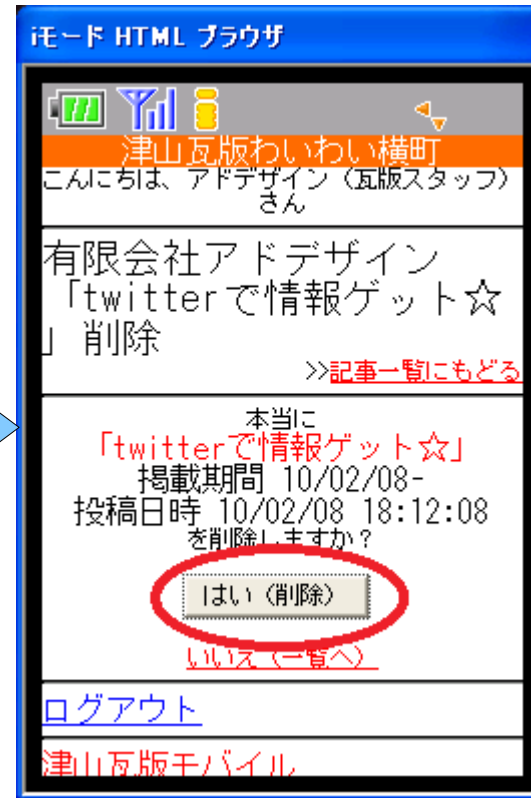 iモード HTML ブラウザ
津山瓦版わいわい横町
こんにちは、アドデザイン（瓦版スタッフ）
さん
有限会社アドデザイン
「twitterで情報ゲット☆
」削除
>>記事一覧にもどる
本当に
「twitterで情報ゲット☆」
掲載期間 10/02/08-
投稿日時 10/02/08 18:12:08
を削除しますか？
はい（削除）
いいえ（一覧へ）
ログアウト
津山瓦版モバイル